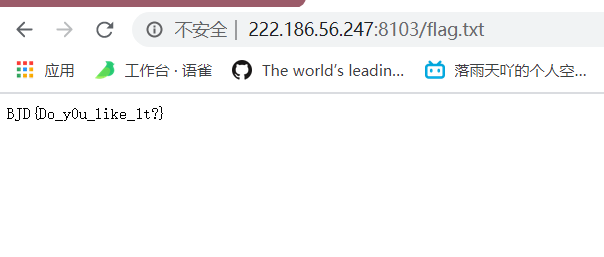 不安全 | 222.186.56.247:8103/flag.txt
应用 工作台 · 语雀 The world's leadin... 落雨天吖的个人空...
BJD{Do_y0u_like_1t?}